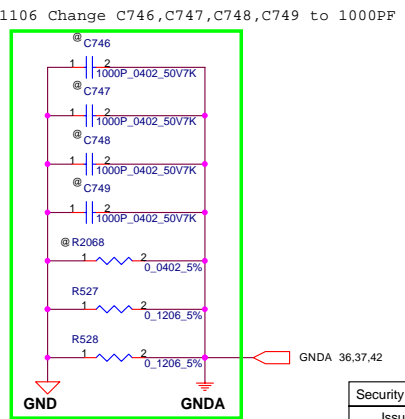 1106 Change C746,C747,C748,C749 to 1000PF
@ C746
1 2
1000P_0402_50V7K
@ C747
1 2
1000P_0402_50V7K
@ C748
1 2
1000P_0402_50V7K
@ C749
1 2
1000P_0402_50V7K
@ R2068
1 2
0_0402_5%
R527
1 2
0_1206_5%
R528
1 2
0_1206_5%
GNDA 36,37,42
GND GNDA
Security
Issu